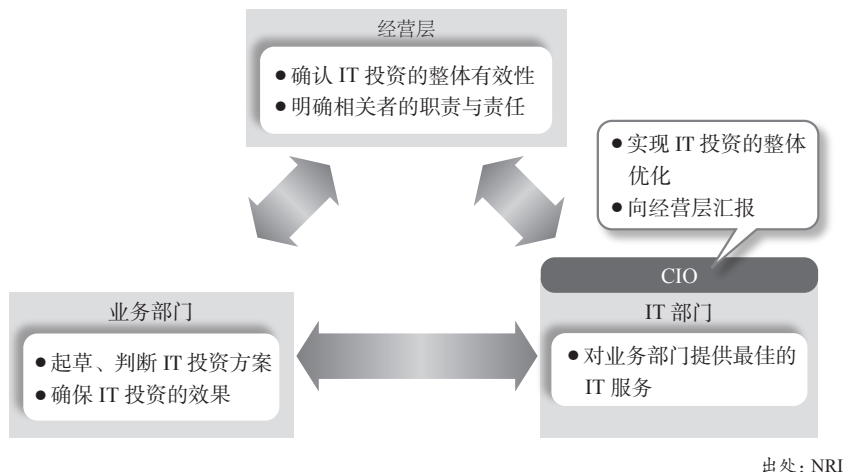 经营层
●确认 IT 投资的整体有效性
●明确相关者的职责与责任
●实现 IT 投资的整体
优化
●向经营层汇报
CIO
业务部门
●起草、判断 IT 投资方案
●确保 IT 投资的效果
IT 部门
●对业务部门提供最佳的
IT 服务
出处: NRI